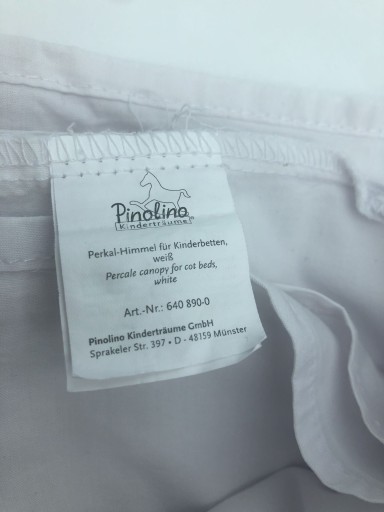 Pinolino
Kinderträume
Perkal-Himmel für Kinderbetten,
weiß
Percale canopy for cot beds,
white
Art.-Nr.: 640 890-0
Pinolino Kinderträume GmbH
Sprakeler Str. 397 • D - 48159 Münster